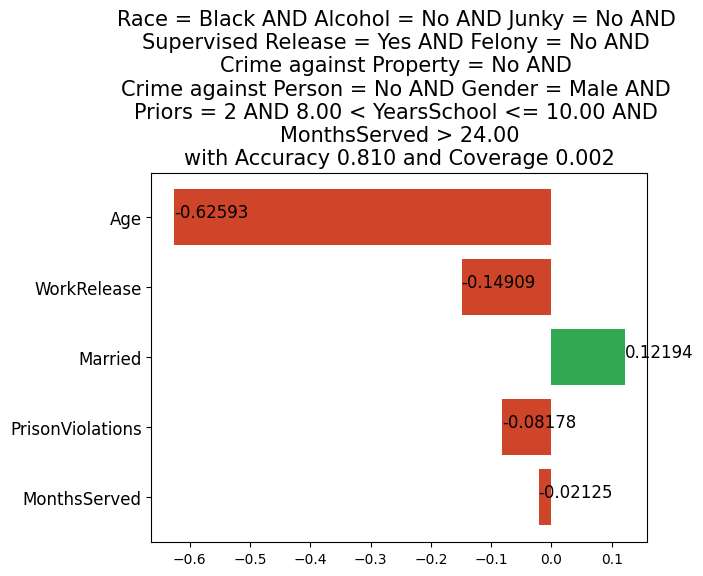 Race = Black AND Alcohol = No AND Junky = No AND
Supervised Release = Yes AND Felony = No AND
Crime against Property = No AND
Crime against Person = No AND Gender = Male AND
Priors = 2 AND 8.00 < YearsSchool <= 10.00 AND
MonthsServed > 24.00
with Accuracy 0.810 and Coverage 0.002
Age
-0.62593
WorkRelease
-0.14909
Married
0.12194
PrisonViolations
-0.08178
MonthsServed
-0.02125
−0.6 −0.5 −0.4 −0.3 −0.2 −0.1 0.0 0.1